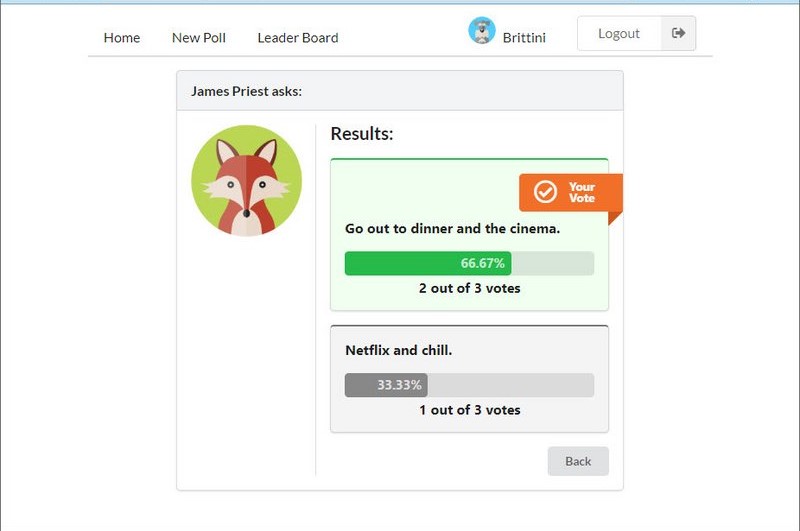 Home New Poll Leader Board Brittini Logout
James Priest asks:
Results:
Your
Vote
Go out to dinner and the cinema.
66.67%
2 out of 3 votes
Netflix and chill.
33.33%
1 out of 3 votes
Back